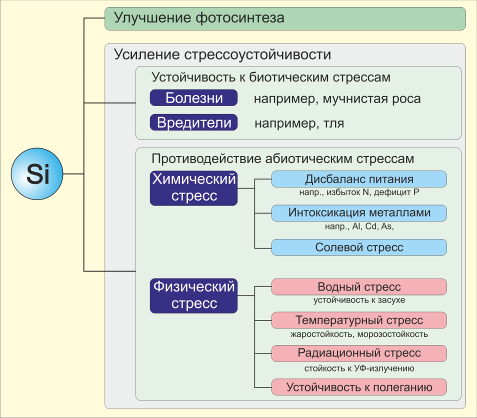 Улучшение фотосинтеза
Усиление стрессоустойчивости
Устойчивость к биотическим стрессам
Болезни
например, мучнистая роса
Вредители
например, тля
Si
Противодействие абиотическим стрессам
Химический
стресс
Дисбаланс питания
напр., избыток N, дефицит P
Интоксикация металлами
напр., Al, Cd, As,
Солевой стресс
Физический
стресс
Водный стресс
устойчивость к засухе
Температурный стресс
жаростойкость, морозостойкость
Радиационный стресс
стойкость к УФ-излучению
Устойчивость к полеганию